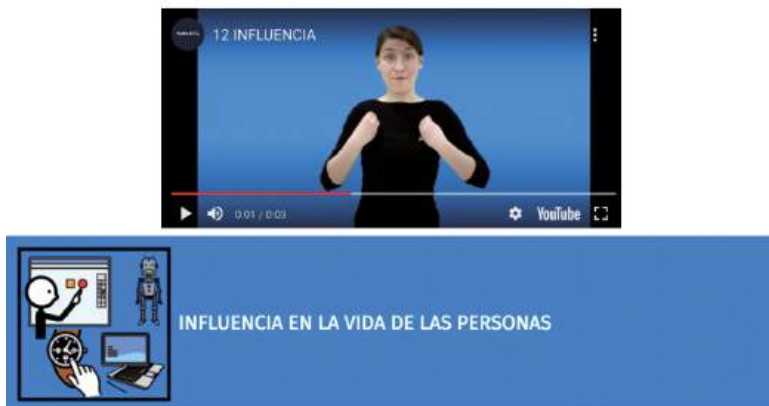 12 INFLUENCIA
0:01 / 0:03
YouTube
INFLUENCIA EN LA VIDA DE LAS PERSONAS